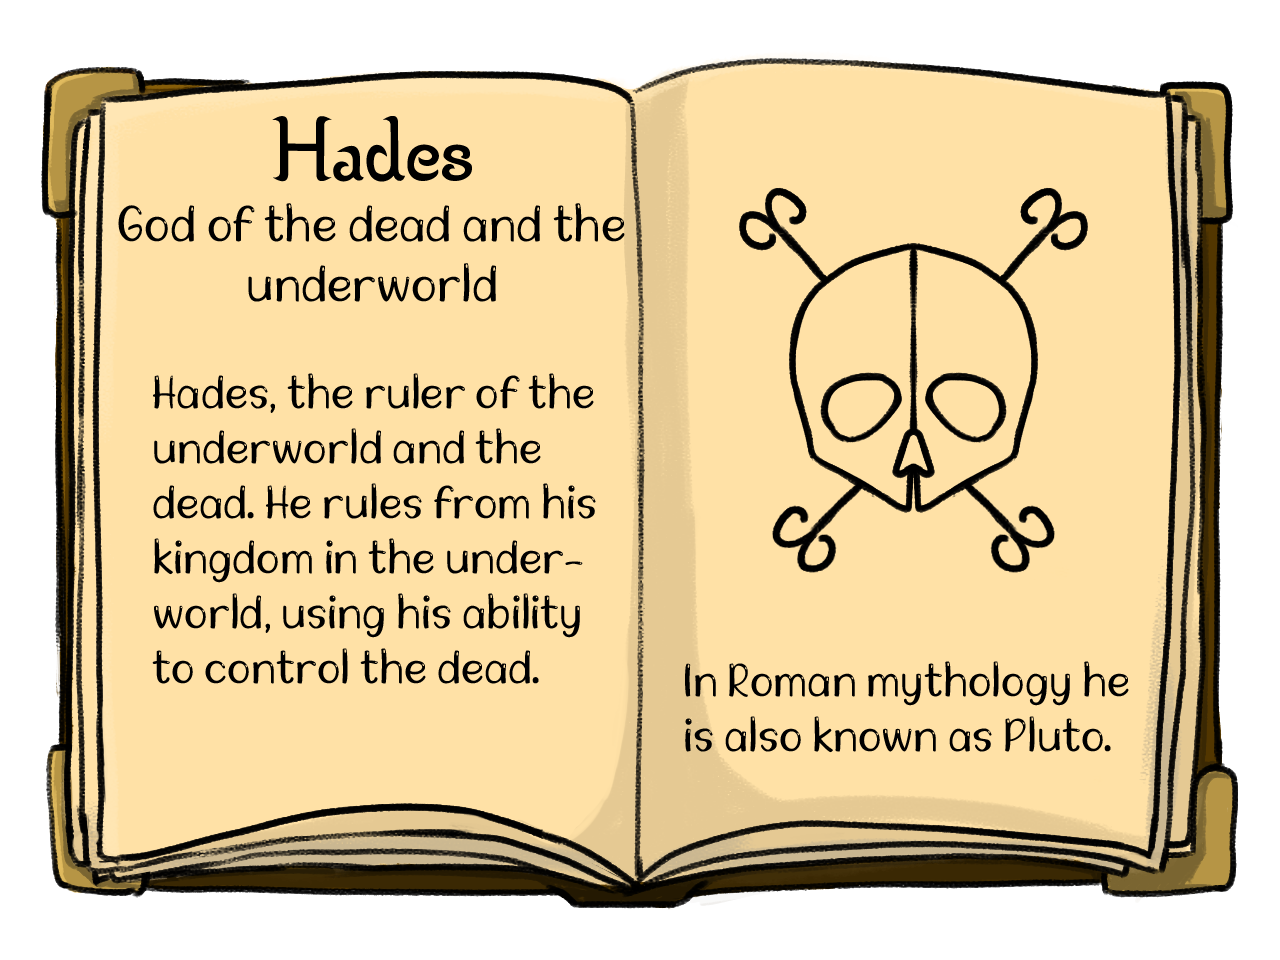 Hades
God of the dead and the
underworld
Hades, the ruler of the
underworld and the
dead. He rules from his
kingdom in the under-
world, using his ability
to control the dead.
In Roman mythology he
is also known as Pluto.